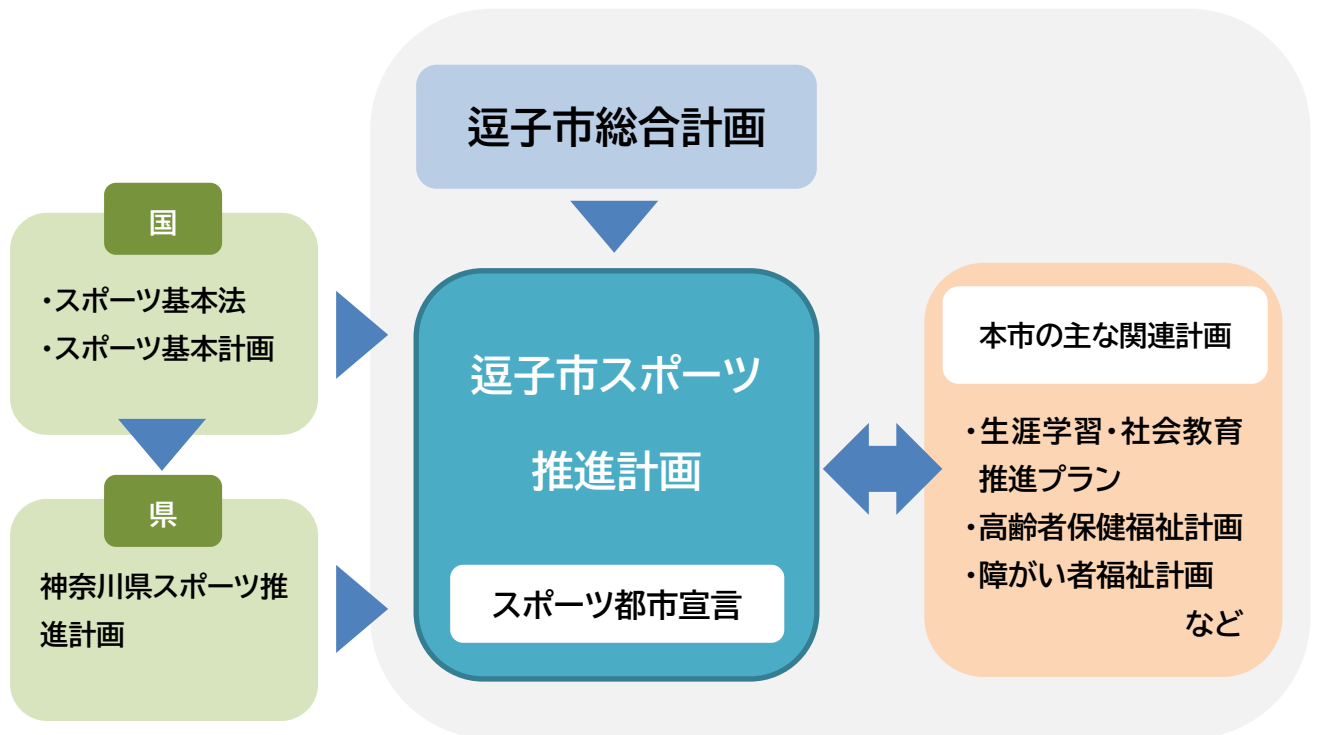 逗子市総合計画
国
・スポーツ基本法
・スポーツ基本計画
県
神奈川県スポーツ推
進計画
逗子市スポーツ
推進計画
スポーツ都市宣言
本市の主な関連計画
・生涯学習・社会教育
推進プラン
・高齢者保健福祉計画
・障がい者福祉計画
など